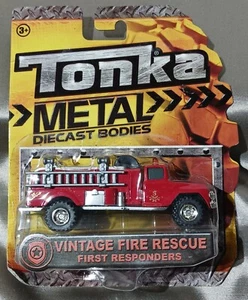 3+
Tonka
METAL
DIECAST BODIES
VINTAGE FIRE RESCUE
FIRST RESPONDERS